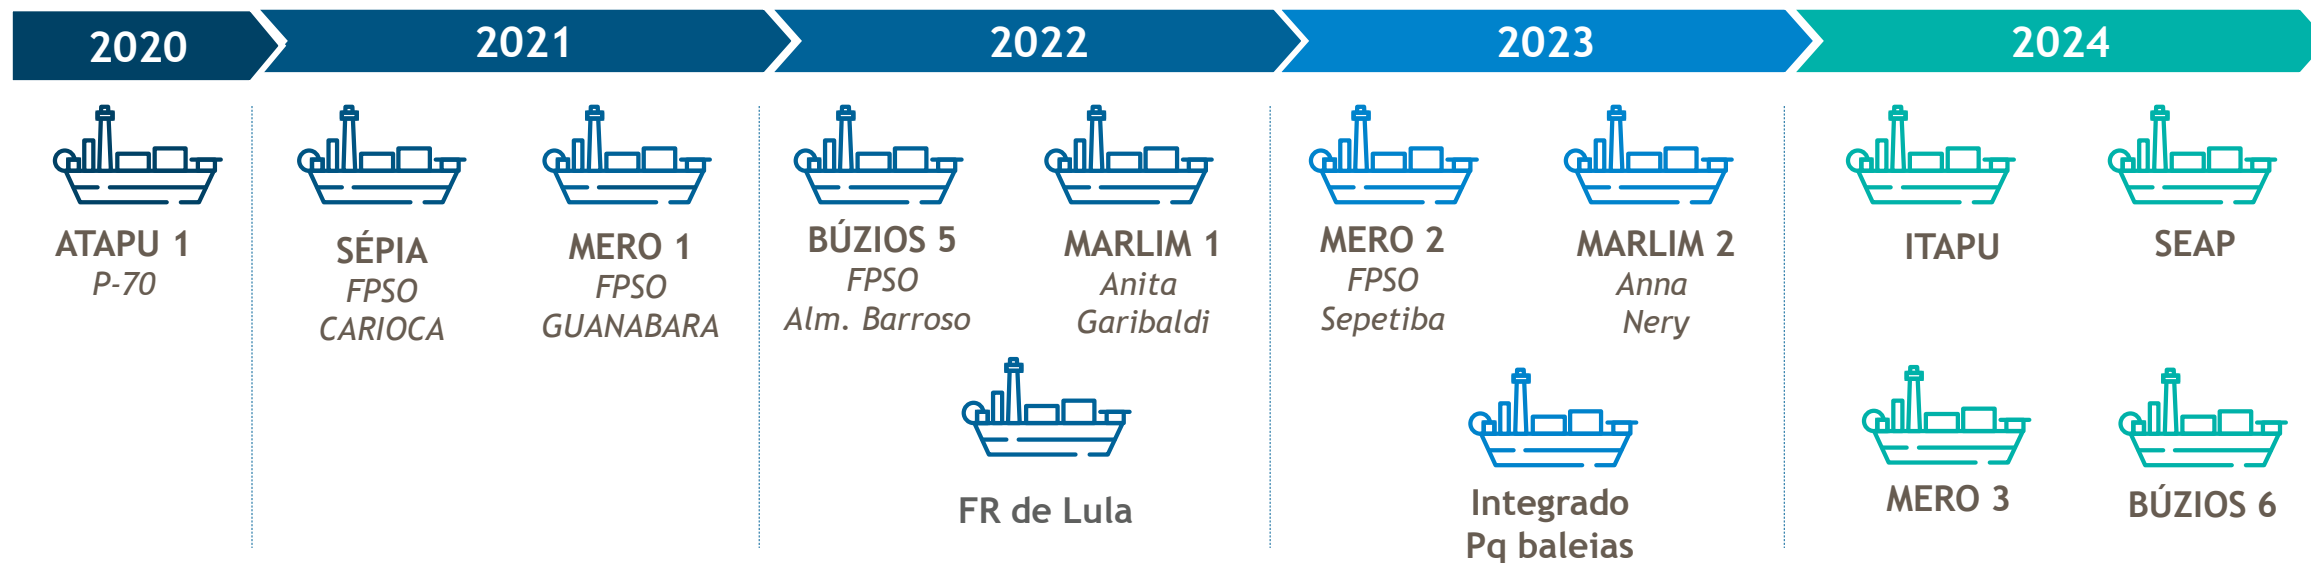 2020
2021
2022
2023
2024
ATAPU 1
P-70
SÉPIA
FPSO
CARIOCA
MERO 1
FPSO
GUANABARA
BÚZIOS 5
FPSO
Alm. Barroso
MARLIM 1
Anita
Garibaldi
FR de Lula
MERO 2
FPSO
Sepetiba
MARLIM 2
Anna
Nery
Integrado
Pq baleias
ITAPU
SEAP
MERO 3
BÚZIOS 6